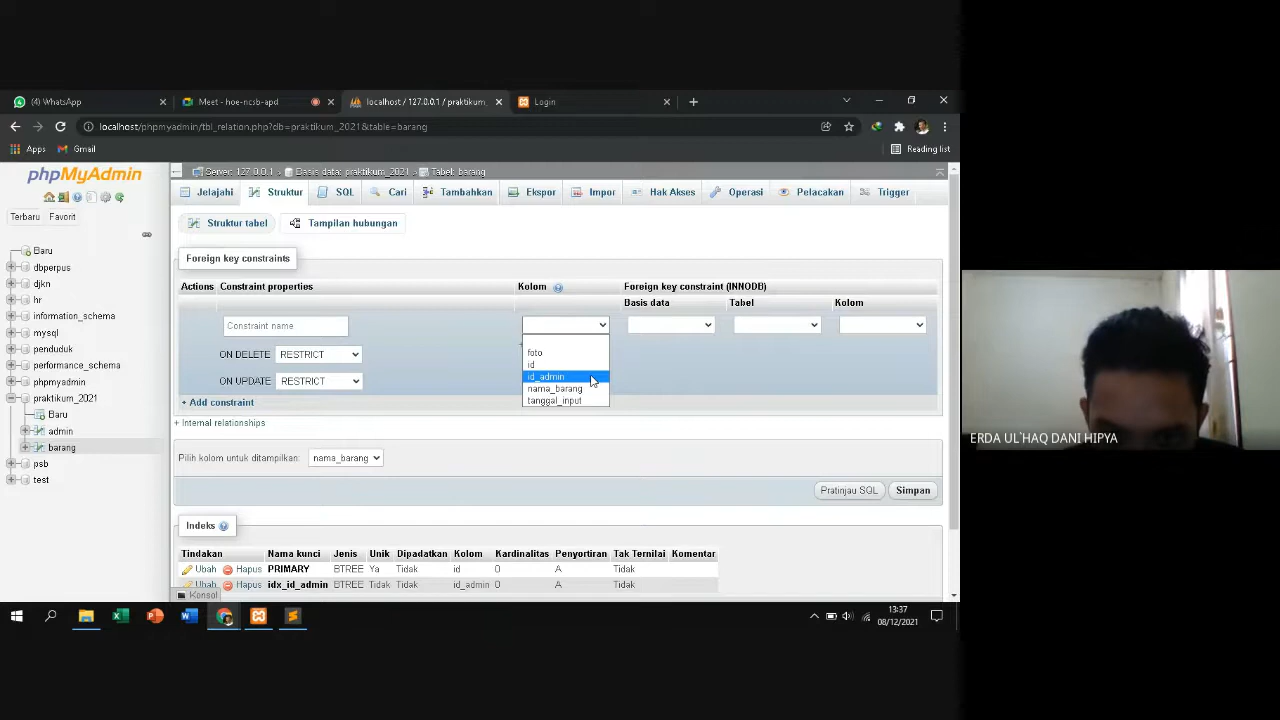 (4) WhatsApp
Meet - hoe-ncsb-apd
localhost / 127.0.0.1 / praktikum_
Login
localhost/phpmyadmin/tbl_relation.php?db=praktikum_2021&table=barang
Apps
Gmail
Reading list
phpMyAdmin
Terbaru
Favorit
Baru
dbperpus
djkn
hr
information_schema
mysql
penduduk
performance_schema
phpmyadmin
praktikum_2021
Baru
admin
barang
psb
test
Server: 127.0.0.1 » Basis data: praktikum_2021 » Tabel: barang
Jelajahi
Struktur
SQL
Cari
Tambahkan
Ekspor
Impor
Hak Akses
Operasi
Pelacakan
Trigger
Struktur tabel
Tampilan hubungan
Foreign key constraints
Actions Constraint properties Kolom Foreign key constraint (INNODB)
Basis data Tabel Kolom
Constraint name
ON DELETE RESTRICT
ON UPDATE RESTRICT
foto
id
id_admin
nama_barang
tanggal_input
+ Add constraint
+ Internal relationships
Pilih kolom untuk ditampilkan: nama_barang
Pratinjau SQL Simpan
Indeks
Tindakan Nama kunci Jenis Unik Dipadatkan Kolom Kardinalitas Penyortiran Tak Ternilai Komentar
Ubah Hapus PRIMARY BTREE Ya Tidak id 0 A Tidak
Ubah Hapus idx_id_admin BTREE Tidak Tidak id_admin 0 A Tidak
Konsol
13:37
08/12/2021
ERDA UL`HAQ DANI HIPYA